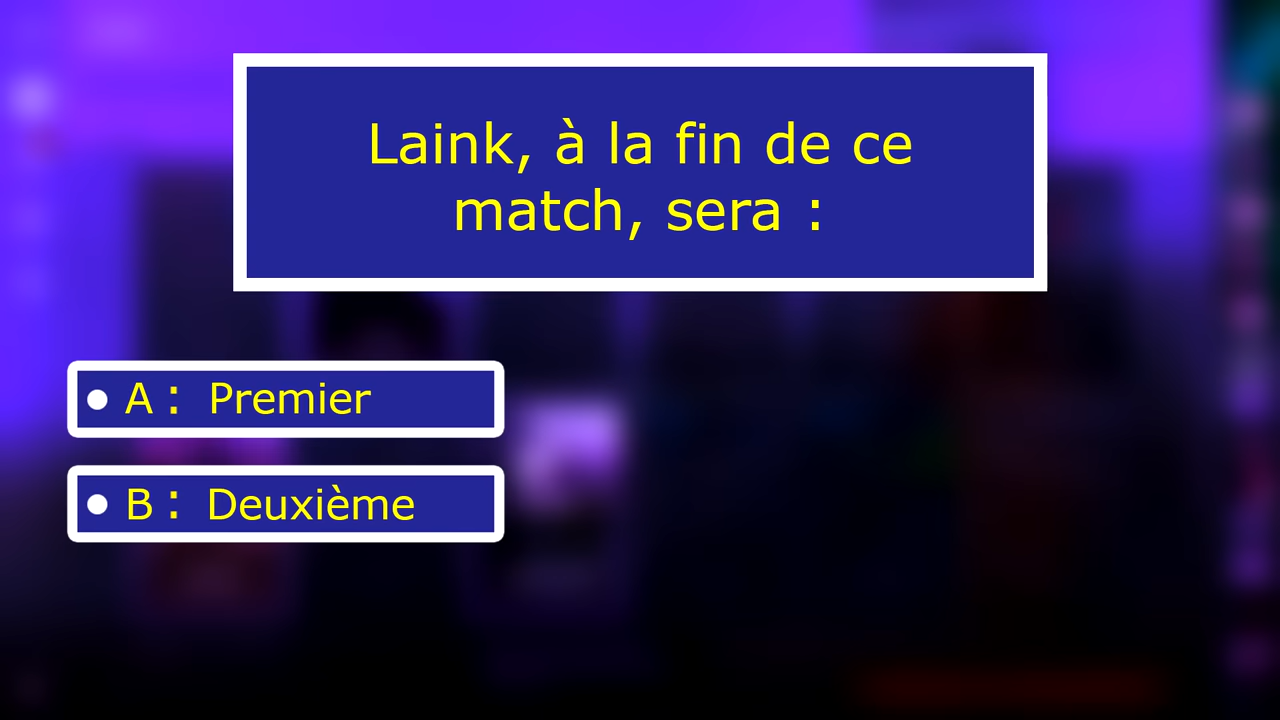 Laink, à la fin de ce
match, sera :
A : Premier
B : Deuxième